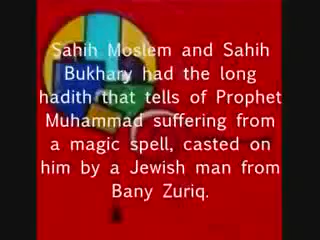 Sahih Moslem and Sahih
Bukhary had the long
hadith that tells of Prophet
Muhammad suffering from
a magic spell, casted on
him by a Jewish man from
Bany Zuriq.